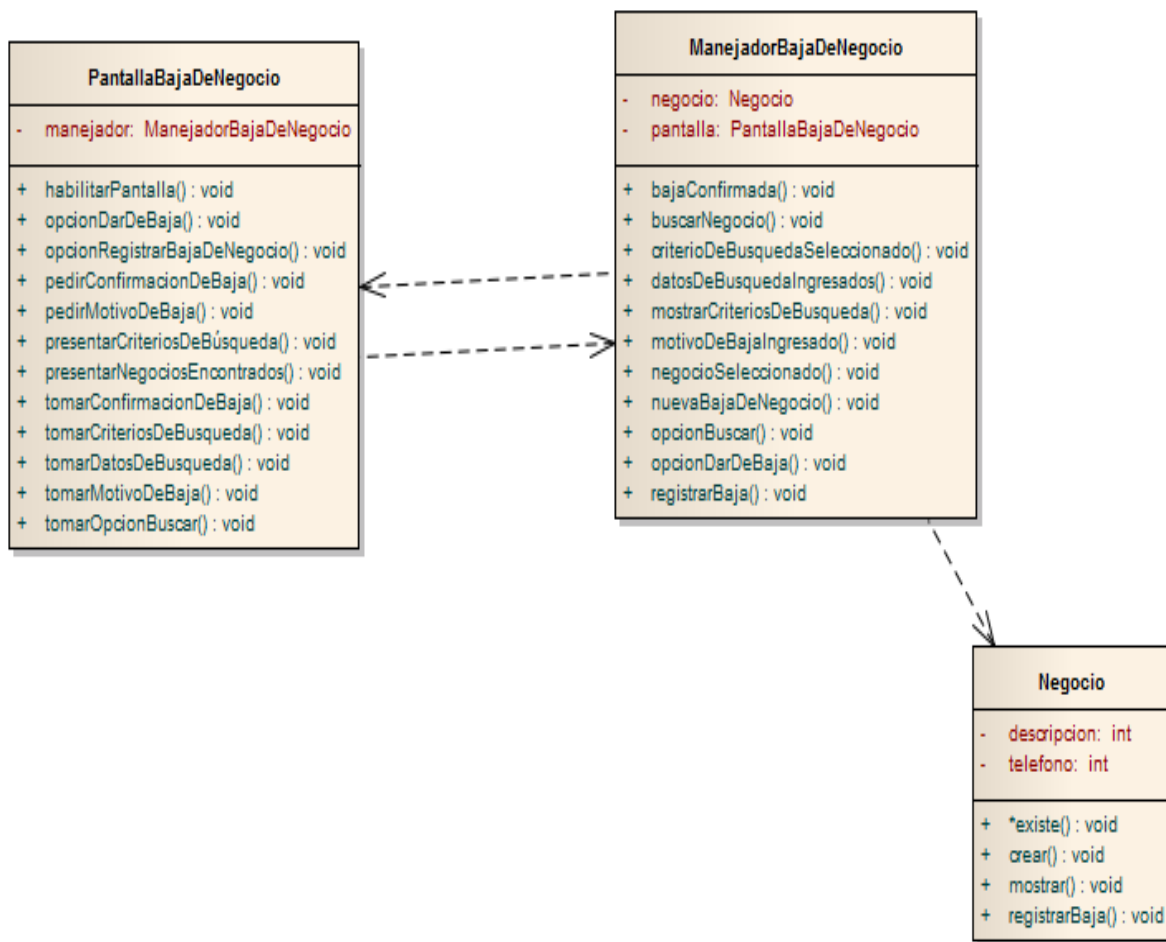 PantallaBajaDeNegocio
- manejador: ManejadorBajaDeNegocio
+ habilitarPantalla() : void
+ opcionDarDeBaja() : void
+ opcionRegistrarBajaDeNegocio() : void
+ pedirConfirmacionDeBaja() : void
+ pedirMotivoDeBaja() : void
+ presentarCriteriosDeBúsqueda() : void
+ presentarNegociosEncontrados() : void
+ tomarConfirmacionDeBaja() : void
+ tomarCriteriosDeBusqueda() : void
+ tomarDatosDeBusqueda() : void
+ tomarMotivoDeBaja() : void
+ tomarOpcionBuscar() : void
ManejadorBajaDeNegocio
- negocio: Negocio
- pantalla: PantallaBajaDeNegocio
+ bajaConfirmada() : void
+ buscarNegocio() : void
+ criterioDeBusquedaSeleccionado() : void
+ datosDeBusquedaIngresados() : void
+ mostrarCriteriosDeBusqueda() : void
+ motivoDeBajaIngresado() : void
+ negocioSeleccionado() : void
+ nuevaBajaDeNegocio() : void
+ opcionBuscar() : void
+ opcionDarDeBaja() : void
+ registrarBaja() : void
Negocio
- descripcion: int
- telefono: int
+ *existe() : void
+ crear() : void
+ mostrar() : void
+ registrarBaja() : void